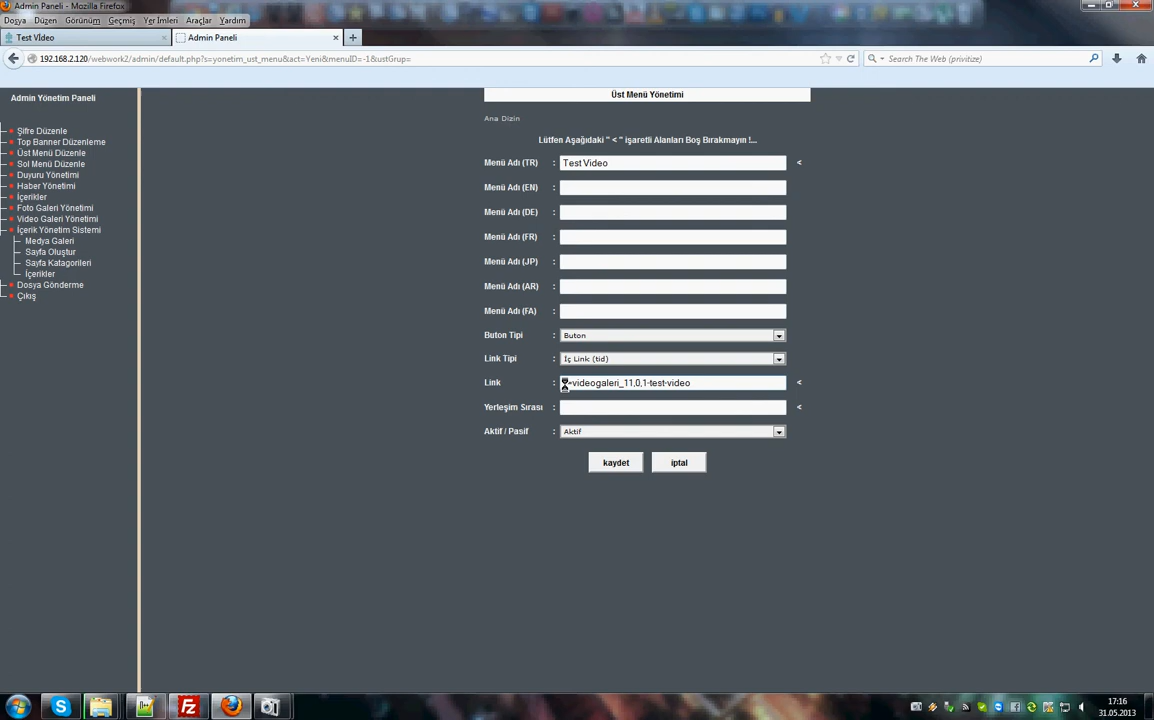 Admin Paneli - Mozilla Firefox
Dosya Düzen Görünüm Geçmiş Yer İmleri Araçlar Yardım
Test Video
Admin Paneli
192.168.2.120/webwork2/admin/default.php?s=yonetim_ust_menu&act=Yeni&menuID=-1&ustGrup=
Search The Web (privitize)
Admin Yönetim Paneli
Şifre Düzenle
Top Banner Düzenleme
Üst Menü Düzenle
Sol Menü Düzenle
Duyuru Yönetimi
Haber Yönetimi
İçerikler
Foto Galeri Yönetimi
Video Galeri Yönetimi
İçerik Yönetim Sistemi
Medya Galeri
Sayfa Oluştur
Sayfa Katagorileri
İçerikler
Dosya Gönderme
Çıkış
Üst Menü Yönetimi
Ana Dizin
Lütfen Aşağıdaki " < " işaretli Alanları Boş Bırakmayın !...
Menü Adı (TR) : Test Video <
Menü Adı (EN) :
Menü Adı (DE) :
Menü Adı (FR) :
Menü Adı (JP) :
Menü Adı (AR) :
Menü Adı (FA) :
Buton Tipi : Buton
Link Tipi : İç Link (tid)
Link : -videogaleri_11,0,1-test-video <
Yerleşim Sırası : <
Aktif / Pasif : Aktif
kaydet iptal
17:16
31.05.2013